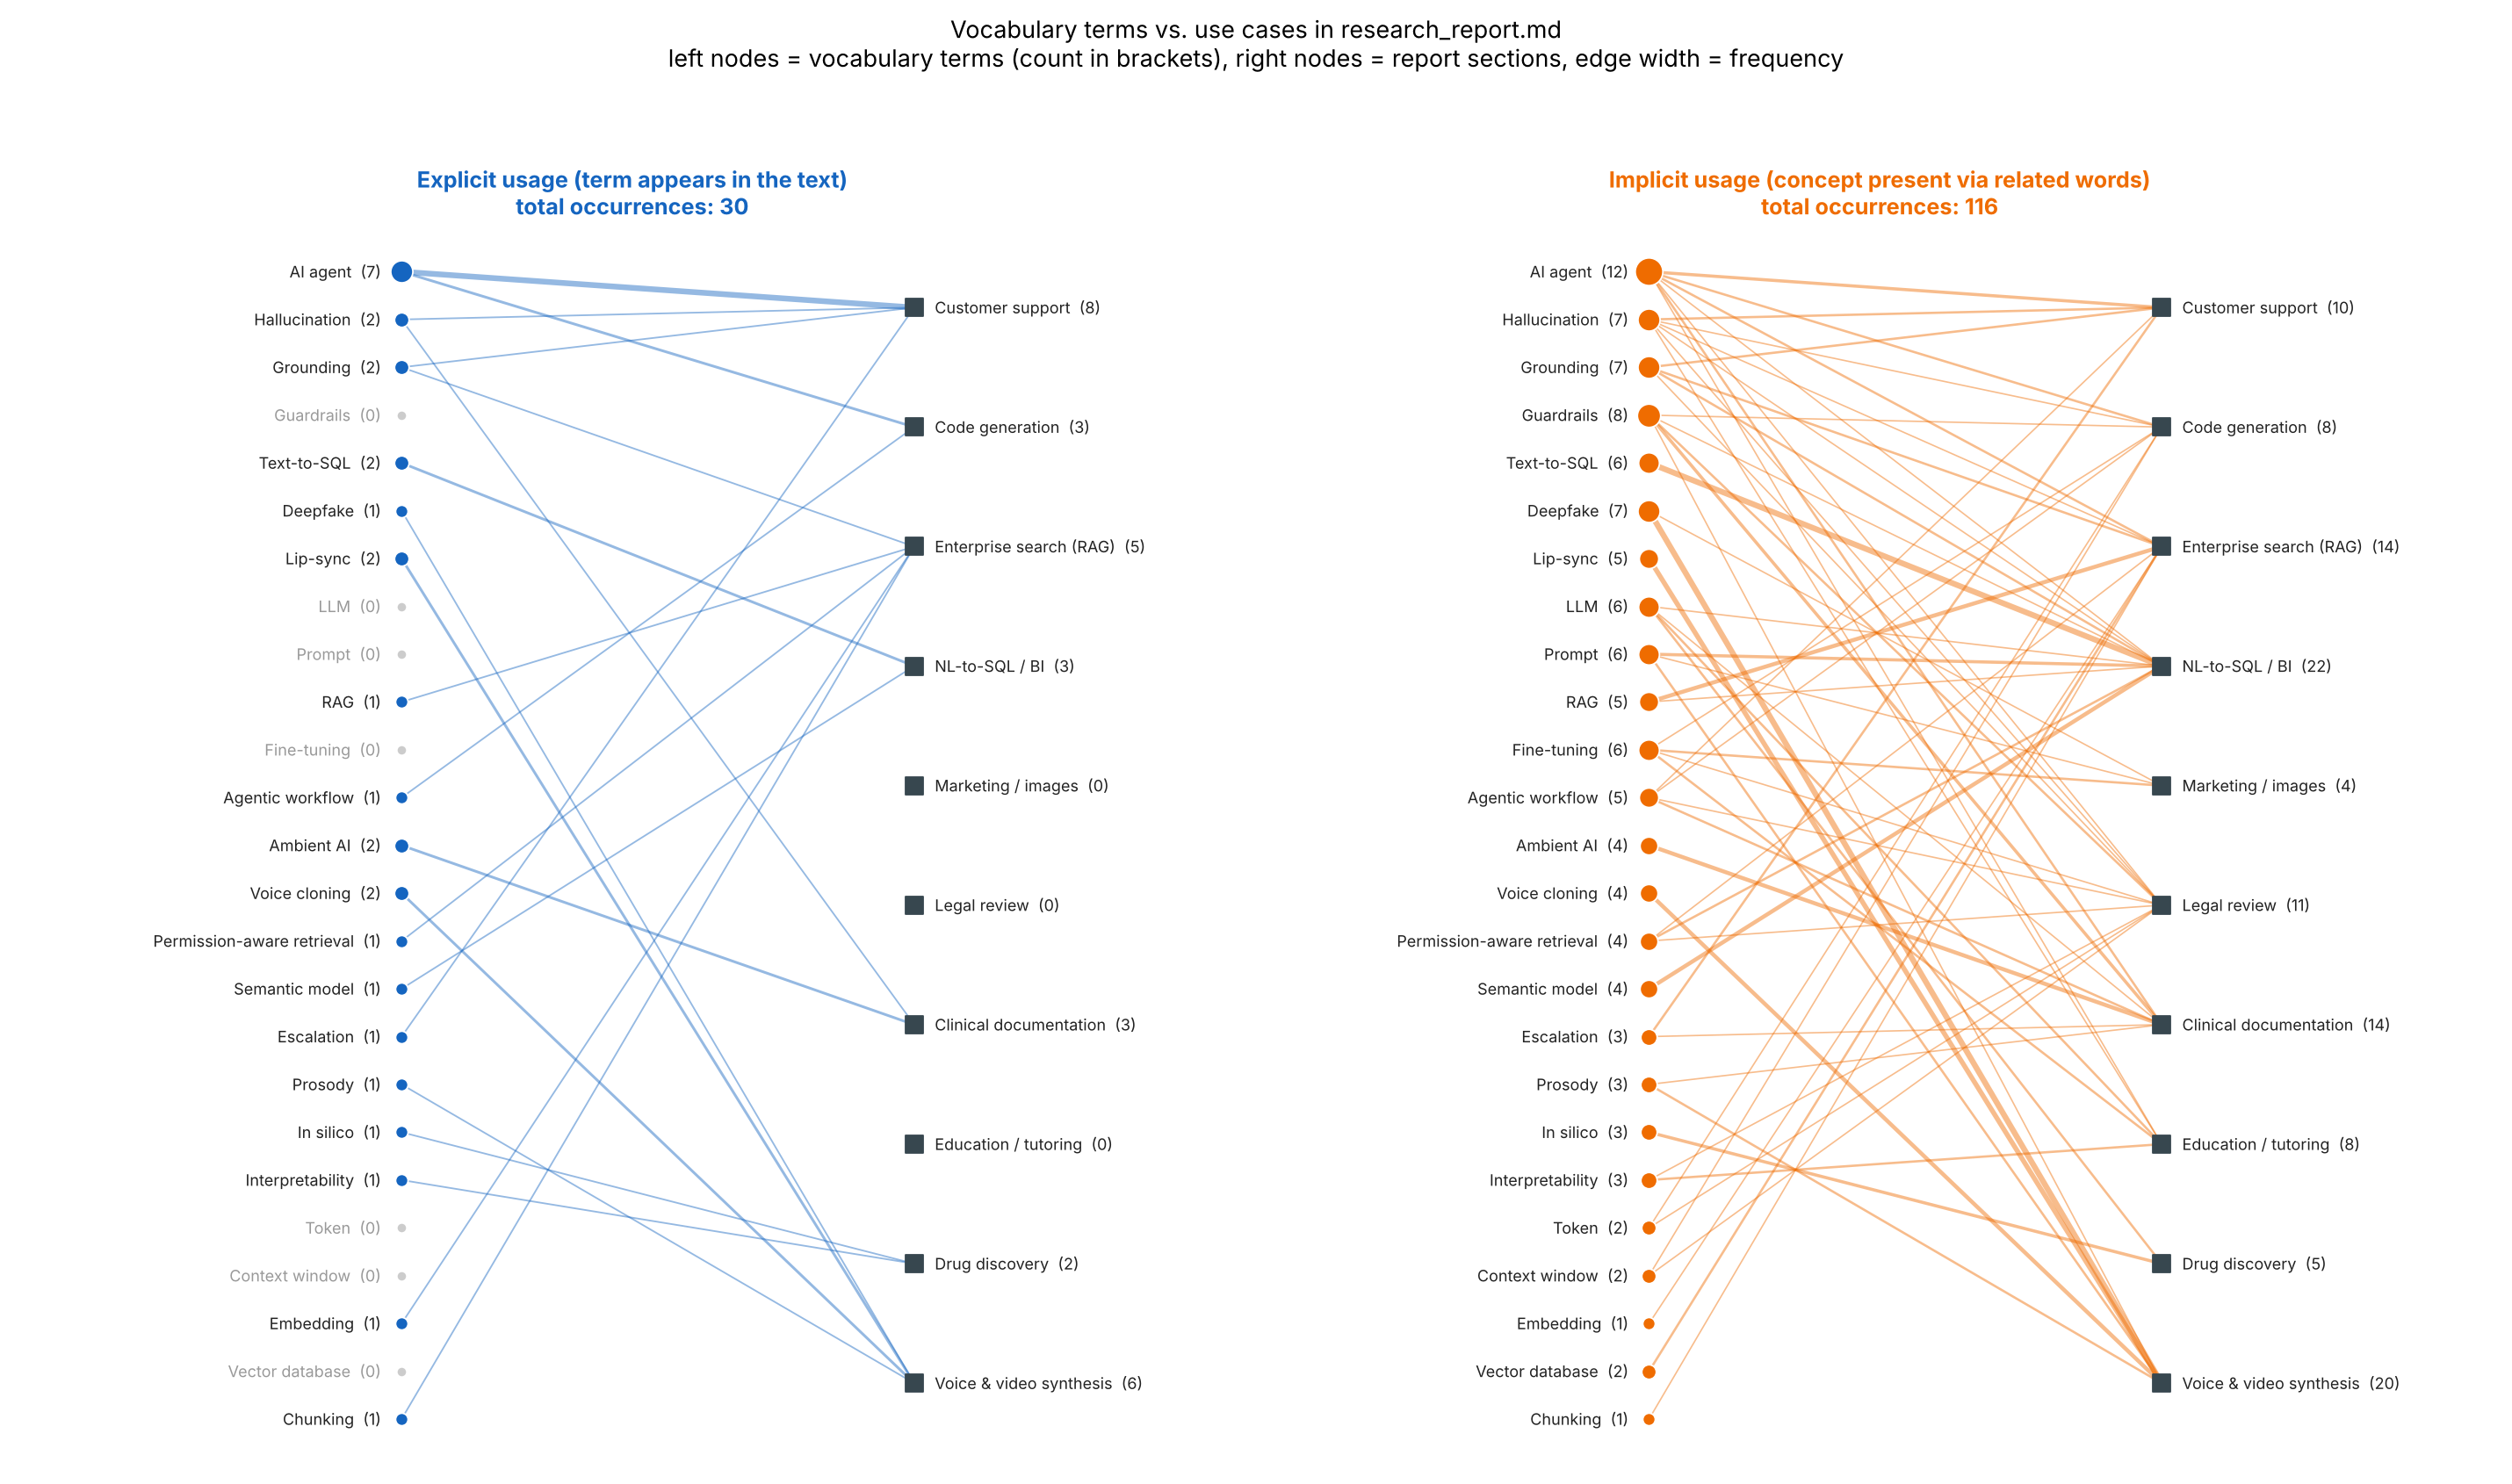 Vocabulary terms vs. use cases in research_report.md
left nodes = vocabulary terms (count in brackets), right nodes = report sections, edge width = frequency
Explicit usage (term appears in the text)
total occurrences: 30
AI agent (7)
Hallucination (2)
Grounding (2)
Guardrails (0)
Text-to-SQL (2)
Deepfake (1)
Lip-sync (2)
LLM (0)
Prompt (0)
RAG (1)
Fine-tuning (0)
Agentic workflow (1)
Ambient AI (2)
Voice cloning (2)
Permission-aware retrieval (1)
Semantic model (1)
Escalation (1)
Prosody (1)
In silico (1)
Interpretability (1)
Token (0)
Context window (0)
Embedding (1)
Vector database (0)
Chunking (1)
Customer support (8)
Code generation (3)
Enterprise search (RAG) (5)
NL-to-SQL / BI (3)
Marketing / images (0)
Legal review (0)
Clinical documentation (3)
Education / tutoring (0)
Drug discovery (2)
Voice & video synthesis (6)
Implicit usage (concept present via related words)
total occurrences: 116
AI agent (12)
Hallucination (7)
Grounding (7)
Guardrails (8)
Text-to-SQL (6)
Deepfake (7)
Lip-sync (5)
LLM (6)
Prompt (6)
RAG (5)
Fine-tuning (6)
Agentic workflow (5)
Ambient AI (4)
Voice cloning (4)
Permission-aware retrieval (4)
Semantic model (4)
Escalation (3)
Prosody (3)
In silico (3)
Interpretability (3)
Token (2)
Context window (2)
Embedding (1)
Vector database (2)
Chunking (1)
Customer support (10)
Code generation (8)
Enterprise search (RAG) (14)
NL-to-SQL / BI (22)
Marketing / images (4)
Legal review (11)
Clinical documentation (14)
Education / tutoring (8)
Drug discovery (5)
Voice & video synthesis (20)